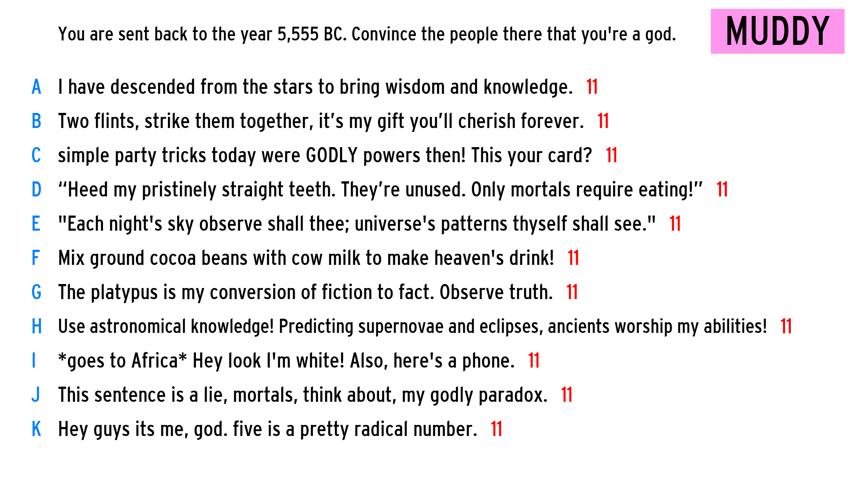 You are sent back to the year 5,555 BC. Convince the people there that you're a god.
MUDDY
A I have descended from the stars to bring wisdom and knowledge. 11
B Two flints, strike them together, it’s my gift you’ll cherish forever. 11
C simple party tricks today were GODLY powers then! This your card? 11
D “Heed my pristinely straight teeth. They’re unused. Only mortals require eating!” 11
E "Each night's sky observe shall thee; universe's patterns thyself shall see." 11
F Mix ground cocoa beans with cow milk to make heaven's drink! 11
G The platypus is my conversion of fiction to fact. Observe truth. 11
H Use astronomical knowledge! Predicting supernovae and eclipses, ancients worship my abilities! 11
I *goes to Africa* Hey look I'm white! Also, here's a phone. 11
J This sentence is a lie, mortals, think about, my godly paradox. 11
K Hey guys its me, god. five is a pretty radical number. 11